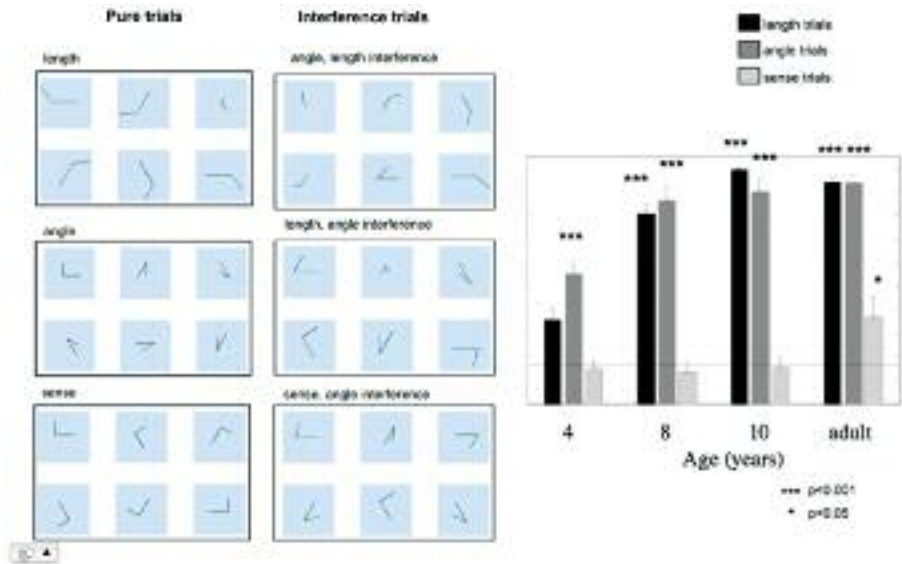 Pure trials
Interference trials
length
angle, length interference
angle
length, angle interference
sense
sense, angle interference
length trials
angle trials
sense trials
*** *** *** *** *** *** *** *
4 8 10 adult
Age (years)
*** p<0.001
* p<0.05